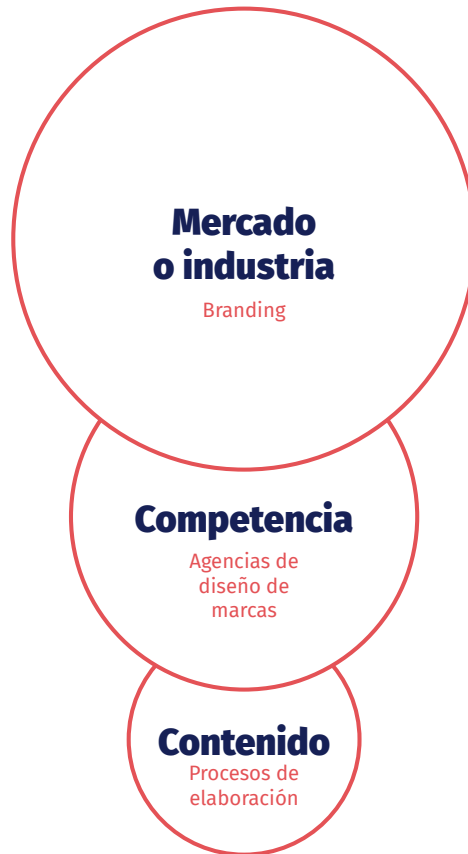 Mercado
o industria
Branding
Competencia
Agencias de
diseño de
marcas
Contenido
Procesos de
elaboración